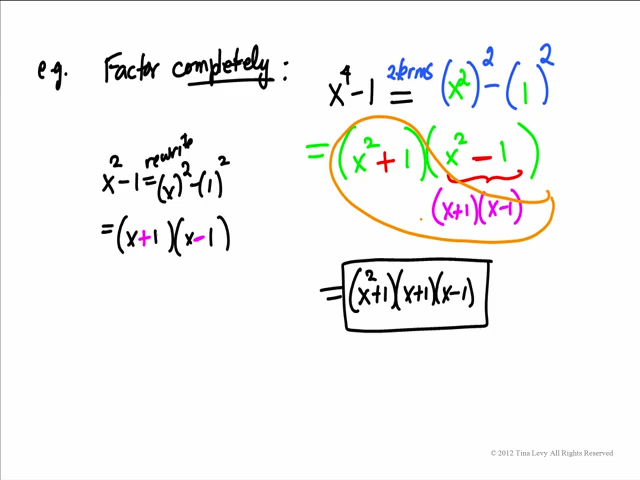 e.g. Factor completely :
x⁴-1 = 2 terms (x²)² - (1)²
= (x² + 1)(x² - 1)
(x+1)(x-1)
= (x²+1)(x+1)(x-1)
rewrite
x²-1 = (x)² - (1)²
= (x+1)(x-1)
© 2012 Tina Levy All Rights Reserved